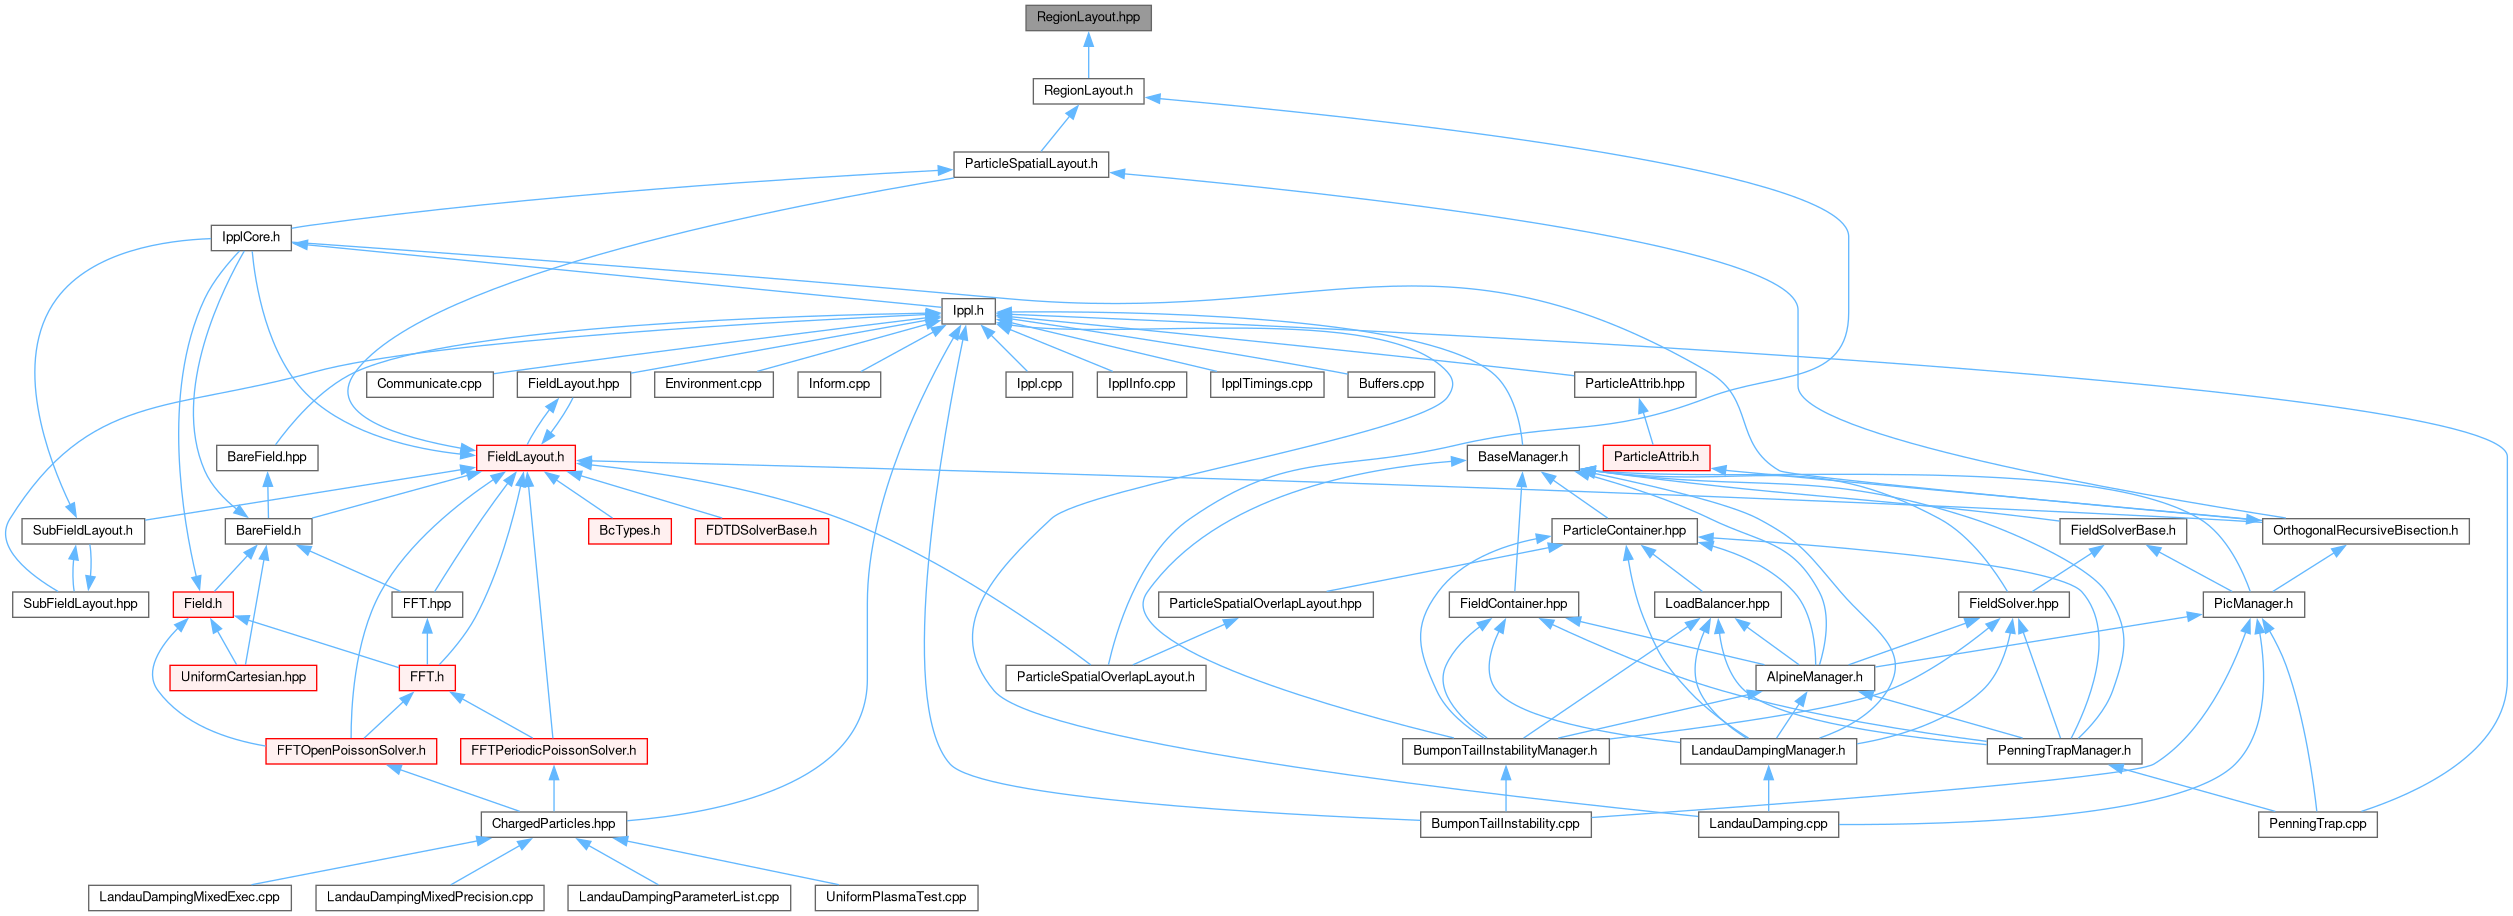 RegionLayout.hpp
RegionLayout.h
ParticleSpatialLayout.h
IpplCore.h
Ippl.h
Communicate.cpp
FieldLayout.hpp
Environment.cpp
Inform.cpp
Ippl.cpp
IpplInfo.cpp
IpplTimings.cpp
Buffers.cpp
ParticleAttrib.hpp
BareField.hpp
FieldLayout.h
BaseManager.h
ParticleAttrib.h
SubFieldLayout.h
BareField.h
BcTypes.h
FDTDSolverBase.h
ParticleContainer.hpp
FieldSolverBase.h
OrthogonalRecursiveBisection.h
SubFieldLayout.hpp
Field.h
FFT.hpp
ParticleSpatialOverlapLayout.hpp
FieldContainer.hpp
LoadBalancer.hpp
FieldSolver.hpp
PicManager.h
UniformCartesian.hpp
FFT.h
ParticleSpatialOverlapLayout.h
AlpineManager.h
FFTOpenPoissonSolver.h
FFTPeriodicPoissonSolver.h
BumponTailInstabilityManager.h
LandauDampingManager.h
PenningTrapManager.h
ChargedParticles.hpp
BumponTailInstability.cpp
LandauDamping.cpp
PenningTrap.cpp
LandauDampingMixedExec.cpp
LandauDampingMixedPrecision.cpp
LandauDampingParameterList.cpp
UniformPlasmaTest.cpp